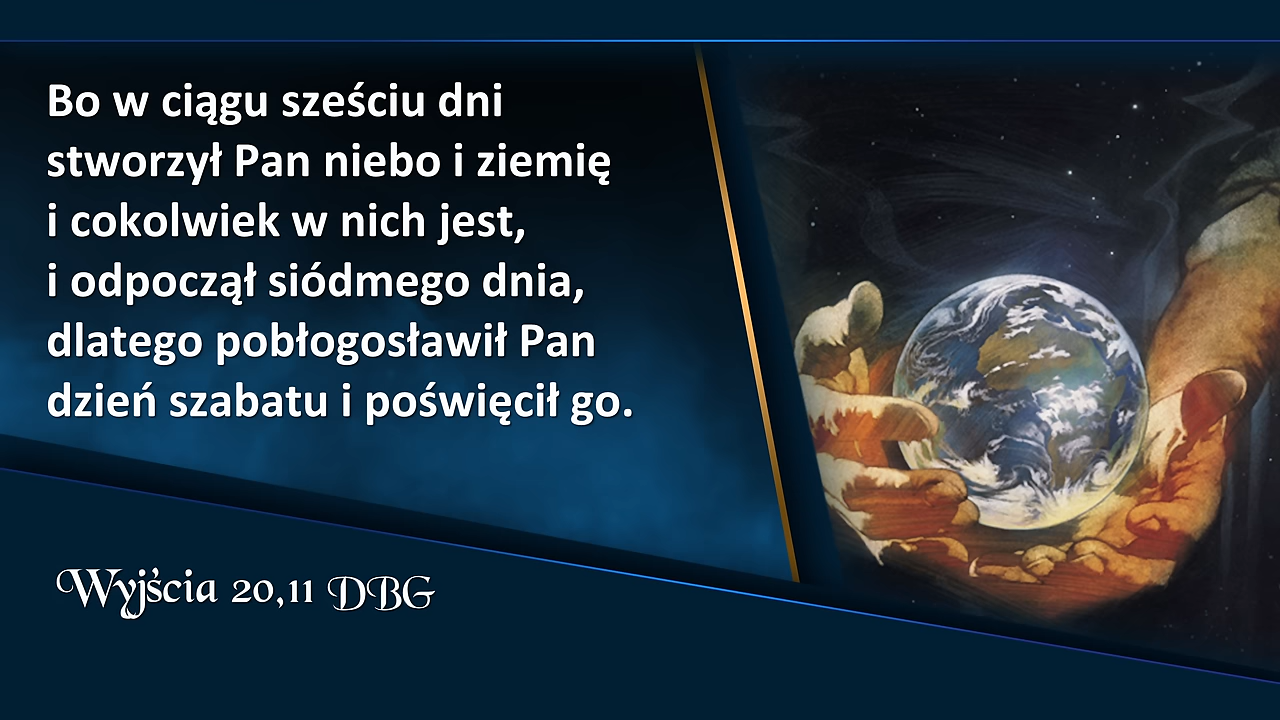 Bo w ciągu sześciu dni
stworzył Pan niebo i ziemię
i cokolwiek w nich jest,
i odpoczął siódmego dnia,
dlatego pobłogosławił Pan
dzień szabatu i poświęcił go.
Wyjścia 20,11 DBG